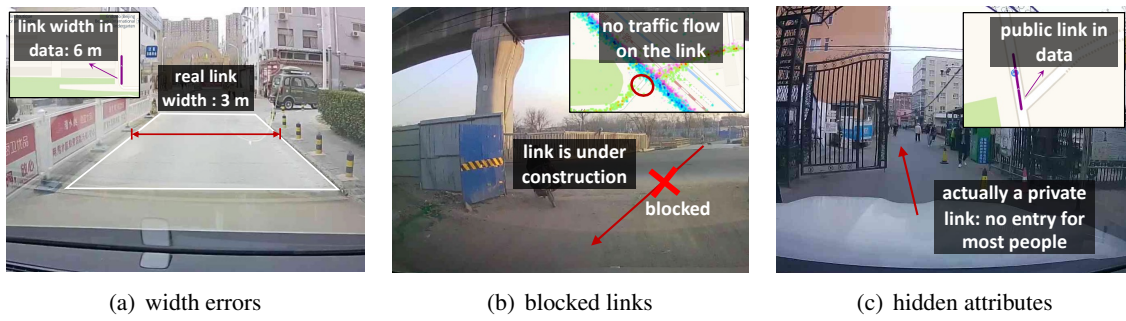 link width in
data: 6 m
real link
width : 3 m
no traffic flow
on the link
link is under
construction
blocked
public link in
data
actually a private
link: no entry for
most people
(a) width errors
(b) blocked links
(c) hidden attributes